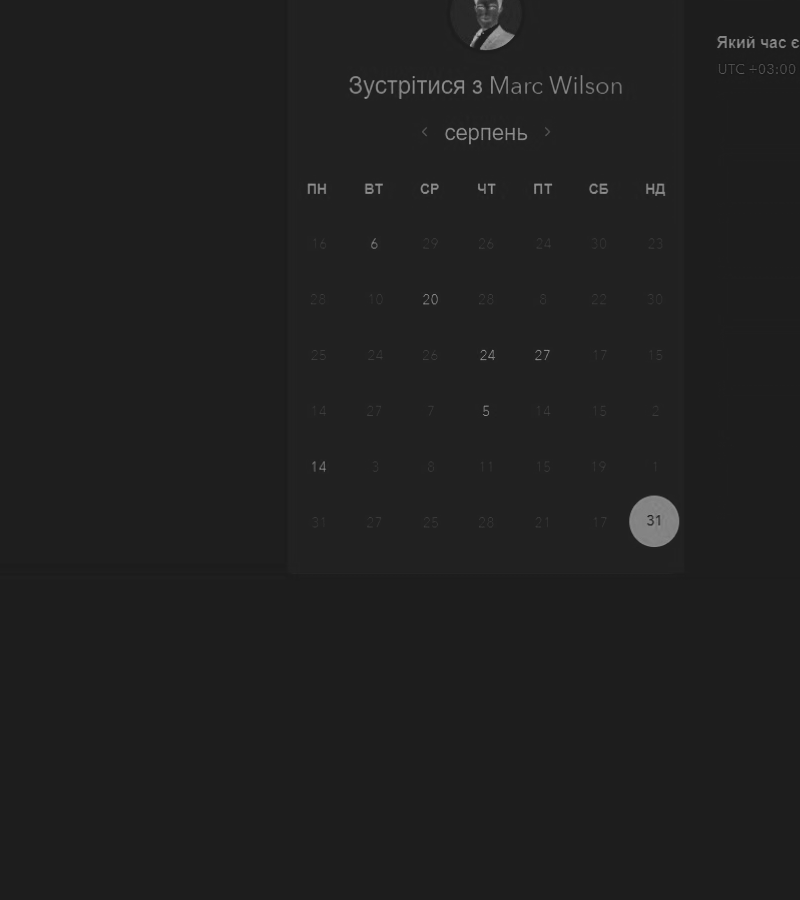 Який час є
UTC +03:00
Зустрітися з Marc Wilson
серпень
ПН ВТ СР ЧТ ПТ СБ НД
16 6 29 26 24 30 23
28 10 20 28 8 22 30
25 24 26 24 27 17 15
14 27 7 5 14 15 2
14 3 8 11 15 19 1
31 27 25 28 21 17 31